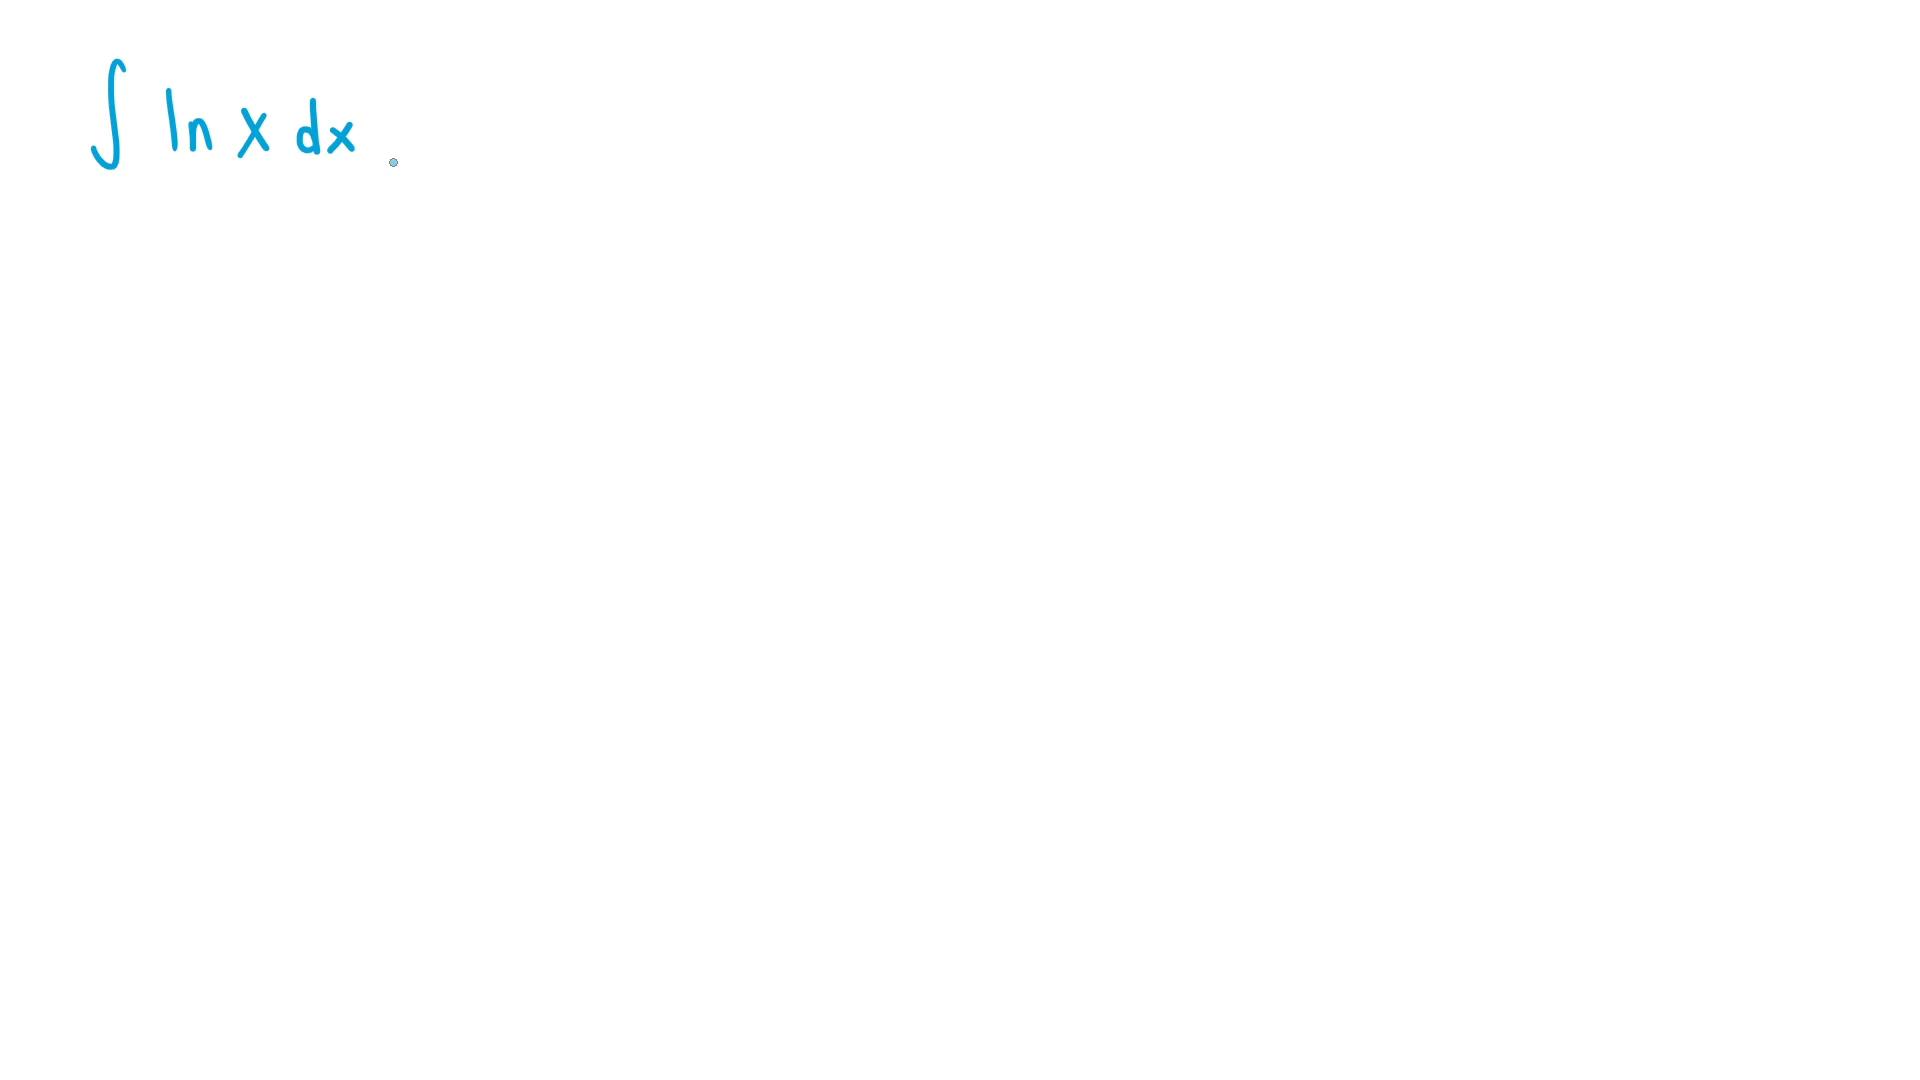 ∫ ln x dx